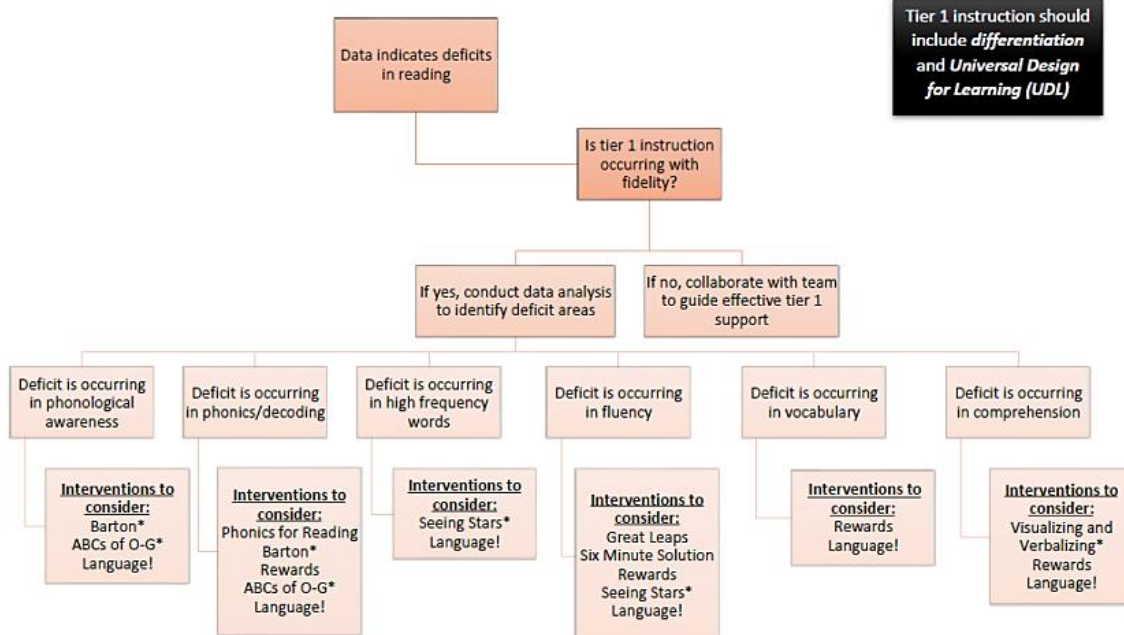 Tier 1 instruction should
include differentiation
and Universal Design
for Learning (UDL)
Data indicates deficits
in reading
Is tier 1 instruction
occurring with
fidelity?
If yes, conduct data analysis
to identify deficit areas
If no, collaborate with team
to guide effective tier 1
support
Deficit is occurring
in phonological
awareness
Deficit is occurring
in phonics/decoding
Deficit is occurring
in high frequency
words
Deficit is occurring
in fluency
Deficit is occurring
in vocabulary
Deficit is occurring
in comprehension
Interventions to
consider:
Barton*
ABCs of O-G*
Language!
Interventions to
consider:
Phonics for Reading
Barton*
Rewards
ABCs of O-G*
Language!
Interventions to
consider:
Seeing Stars*
Language!
Interventions to
consider:
Great Leaps
Six Minute Solution
Rewards
Seeing Stars*
Language!
Interventions to
consider:
Rewards
Language!
Interventions to
consider:
Visualizing and
Verbalizing*
Rewards
Language!